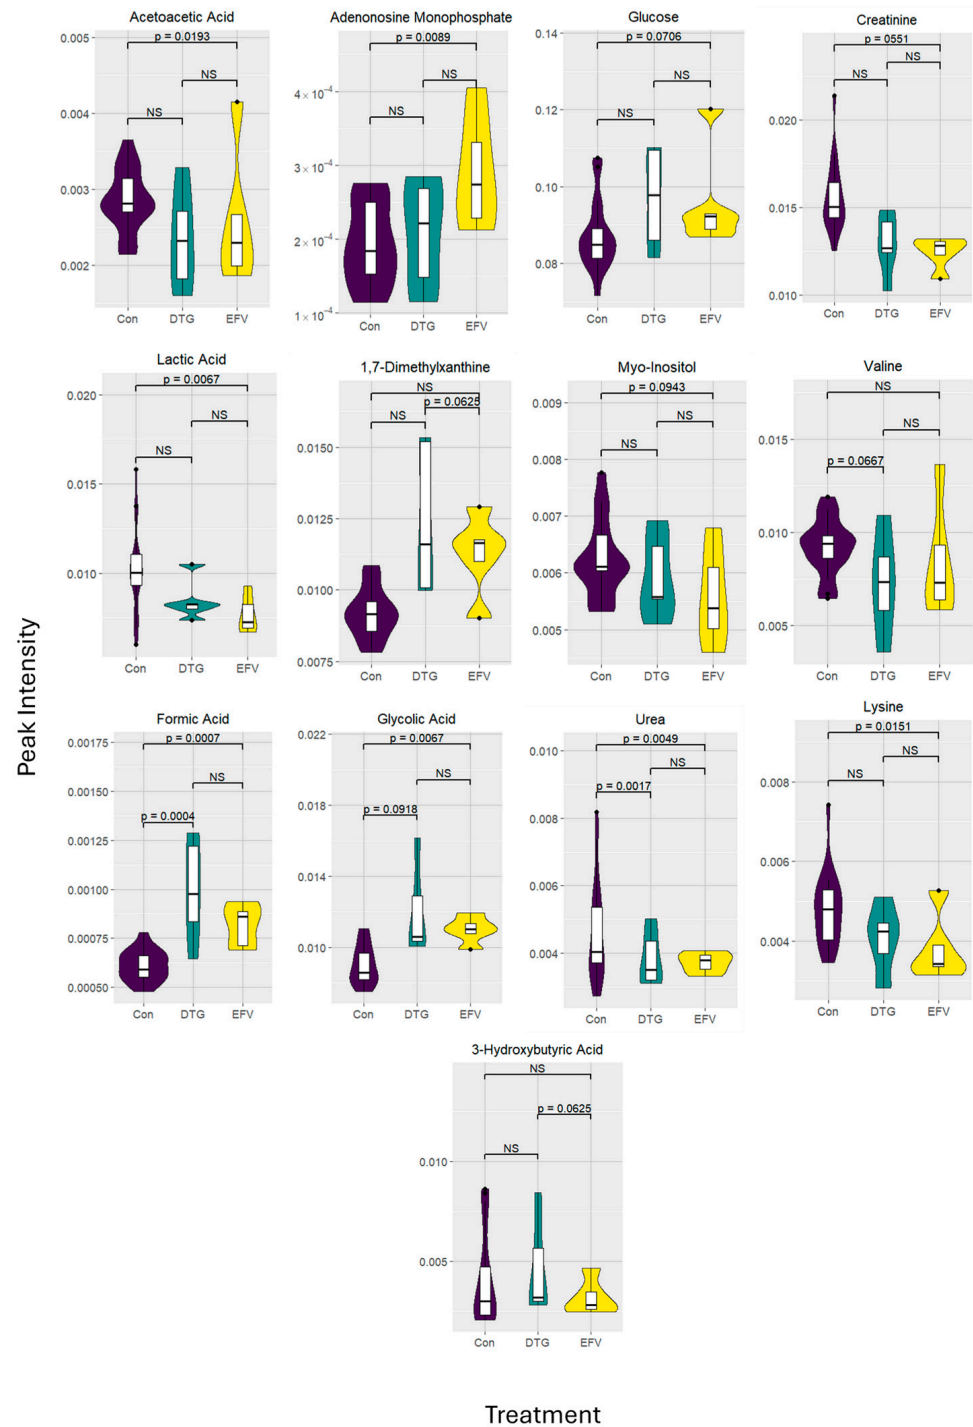 Acetoacetic Acid
0.005
p = 0.0193
NS
NS
0.004
0.003
0.002
Con DTG EFV
Adenonosine Monophosphate
p = 0.0089
NS
NS
4 × 10⁻⁴
3 × 10⁻⁴
2 × 10⁻⁴
1 × 10⁻⁴
Con DTG EFV
Glucose
0.14
p = 0.0706
NS
NS
0.12
0.10
0.08
Con DTG EFV
Creatinine
p = 0551
NS
NS
0.020
0.015
0.010
Con DTG EFV
Lactic Acid
p = 0.0067
0.020
NS
NS
0.015
0.010
Con DTG EFV
1,7-Dimethylxanthine
NS
p = 0.0625
NS
0.0150
0.0125
0.0100
0.0075
Con DTG EFV
Myo-Inositol
p = 0.0943
0.009
NS
NS
0.008
0.007
0.006
0.005
Con DTG EFV
Valine
NS
NS
0.015
p = 0.0667
0.010
0.005
Con DTG EFV
Peak Intensity
Formic Acid
0.00175
p = 0.0007
NS
0.00150
p = 0.0004
0.00125
0.00100
0.00075
0.00050
Con DTG EFV
Glycolic Acid
0.022
p = 0.0067
NS
0.018
p = 0.0918
0.014
0.010
Con DTG EFV
Urea
0.010
p = 0.0049
NS
p = 0.0017
0.008
0.006
0.004
Con DTG EFV
Lysine
p = 0.0151
NS
NS
0.008
0.006
0.004
Con DTG EFV
3-Hydroxybutyric Acid
NS
p = 0.0625
NS
0.010
0.005
Con DTG EFV
Treatment